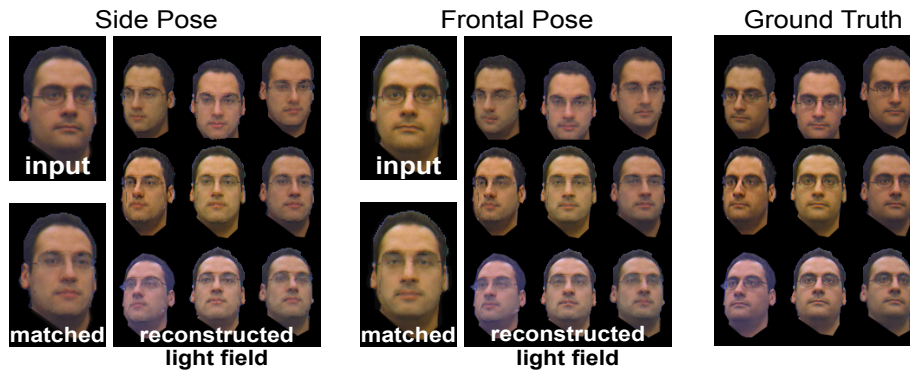 Side Pose
Frontal Pose
Ground Truth
input
input
matched
reconstructed
light field
matched
reconstructed
light field